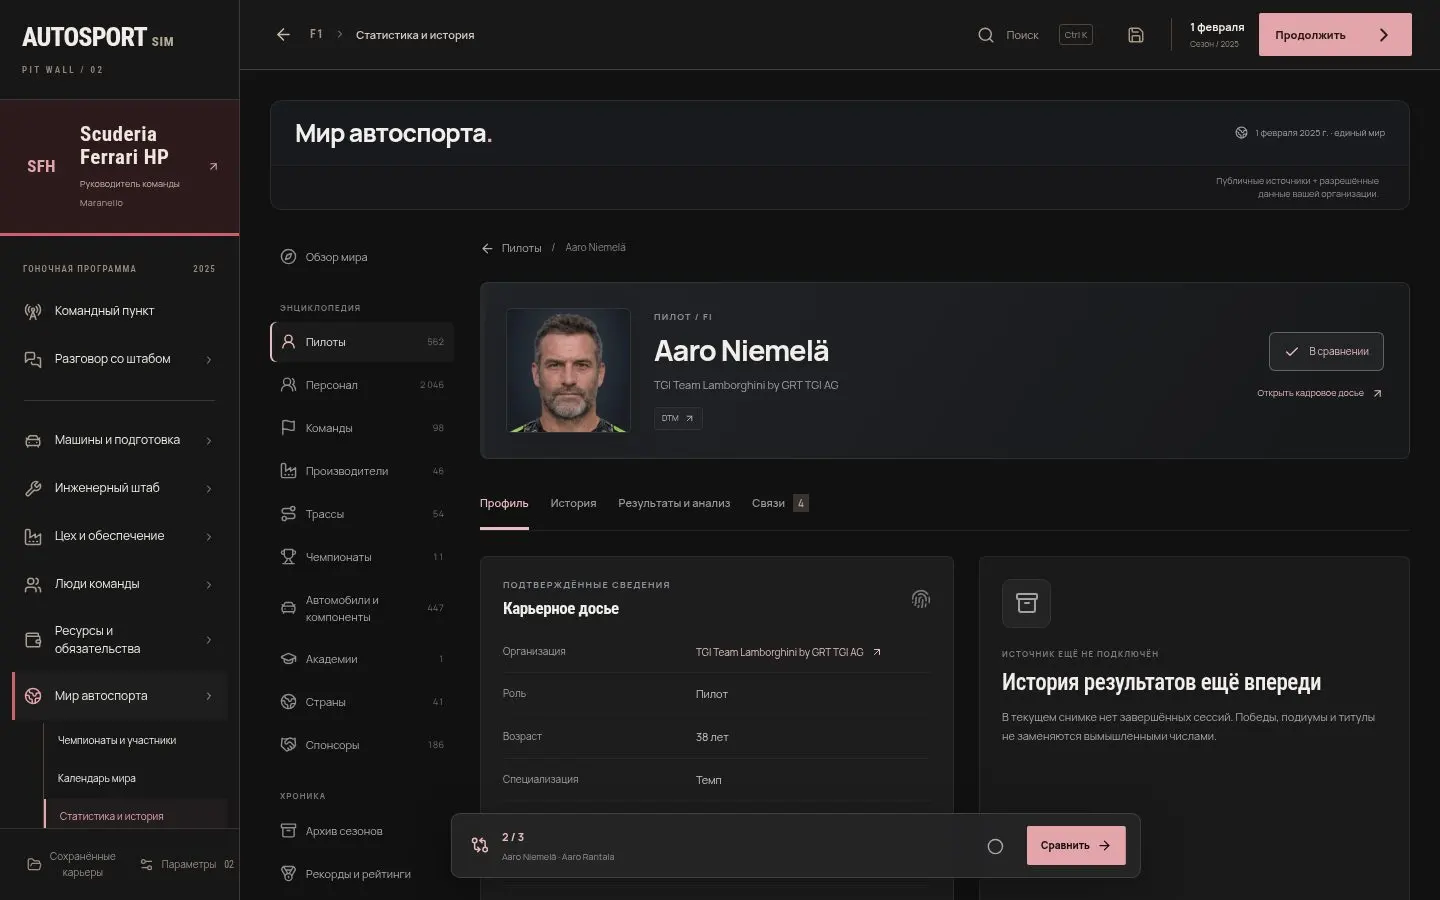 AUTOSPORT SIM
PIT WALL / 02
SFH
Scuderia
Ferrari HP
Руководитель команды
Maranello
ГОНОЧНАЯ ПРОГРАММА 2025
Командный пункт
Разговор со штабом
Машины и подготовка
Инженерный штаб
Цех и обеспечение
Люди команды
Ресурсы и
обязательства
Мир автоспорта
Чемпионаты и участники
Календарь мира
Статистика и история
Сохранённые
карьеры
Параметры 02
F1 Статистика и история
Поиск Ctrl K
1 февраля
Сезон / 2025
Продолжить
Мир автоспорта.
1 февраля 2025 г. · единый мир
Публичные источники + разрешённые
данные вашей организации.
Обзор мира
ЭНЦИКЛОПЕДИЯ
Пилоты 562
Персонал 2 046
Команды 98
Производители 46
Трассы 54
Чемпионаты 11
Автомобили и
компоненты 447
Академии 1
Страны 41
Спонсоры 186
ХРОНИКА
Архив сезонов
Рекорды и рейтинги
Пилоты / Aaro Niemelä
ПИЛОТ / FI
Aaro Niemelä
TGI Team Lamborghini by GRT TGI AG
DTM
В сравнении
Открыть кадровое досье
Профиль История Результаты и анализ Связи 4
ПОДТВЕРЖДЁННЫЕ СВЕДЕНИЯ
Карьерное досье
Организация TGI Team Lamborghini by GRT TGI AG
Роль Пилот
Возраст 38 лет
Специализация Темп
ИСТОЧНИК ЕЩЁ НЕ ПОДКЛЮЧЁН
История результатов ещё впереди
В текущем снимке нет завершённых сессий. Победы, подиумы и титулы
не заменяются вымышленными числами.
2 / 3
Aaro Niemelä · Aaro Rantala
Сравнить